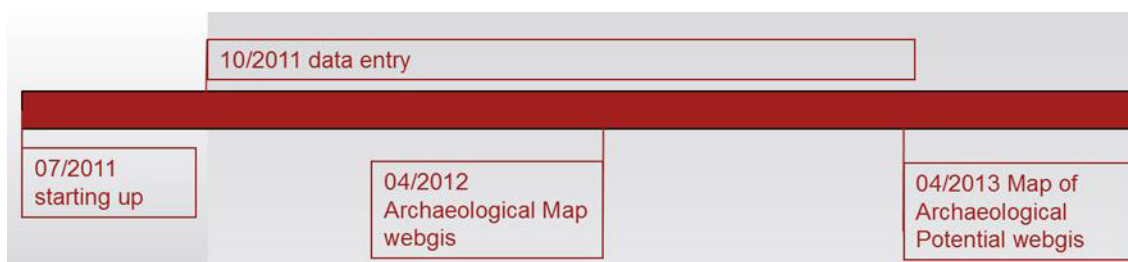 10/2011 data entry
07/2011
starting up
04/2012
Archaeological Map
webgis
04/2013 Map of
Archaeological
Potential webgis